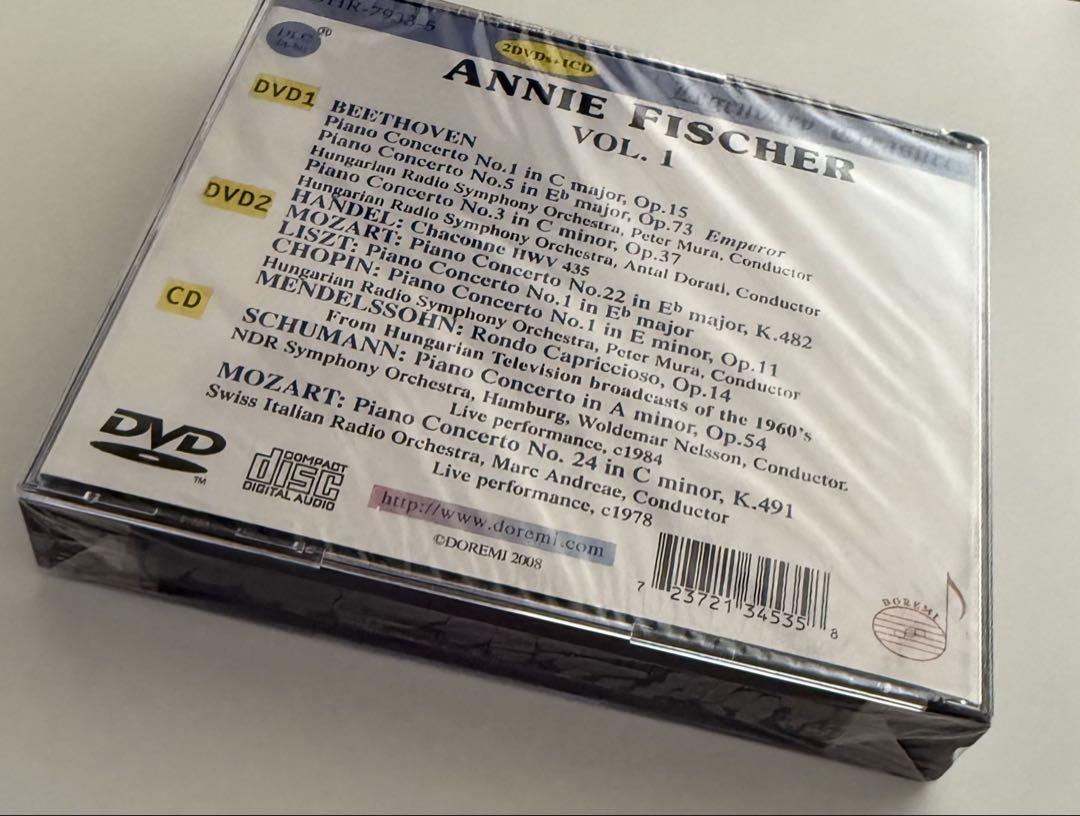 2DVDs+1CD
ANNIE FISCHER
VOL. 1
DVD1
BEETHOVEN
Piano Concerto No.1 in C major, Op.15
Piano Concerto No.5 in Eb major, Op.73 Emperor
Hungarian Radio Symphony Orchestra, Peter Mura, Conductor
Piano Concerto No.3 in C minor, Op.37
Hungarian Radio Symphony Orchestra, Antal Dorati, Conductor
DVD2
HANDEL: Chaconne HWV 435
MOZART: Piano Concerto No.22 in Eb major, K.482
LISZT: Piano Concerto No.1 in Eb major
CHOPIN: Piano Concerto No.1 in E minor, Op.11
Hungarian Radio Symphony Orchestra, Peter Mura, Conductor
MENDELSSOHN: Rondo Capriccioso, Op.14
From Hungarian Television broadcasts of the 1960's
CD
SCHUMANN: Piano Concerto in A minor, Op.54
NDR Symphony Orchestra, Hamburg, Woldemar Nelsson, Conductor.
Live performance, c1984
MOZART: Piano Concerto No. 24 in C minor, K.491
Swiss Italian Radio Orchestra, Marc Andreae, Conductor
Live performance, c1978
DVD
TM
COMPACT
disc
DIGITAL AUDIO
http://www.doremi.com
©DOREMI 2008
7 23721 34535 8
DOREMI